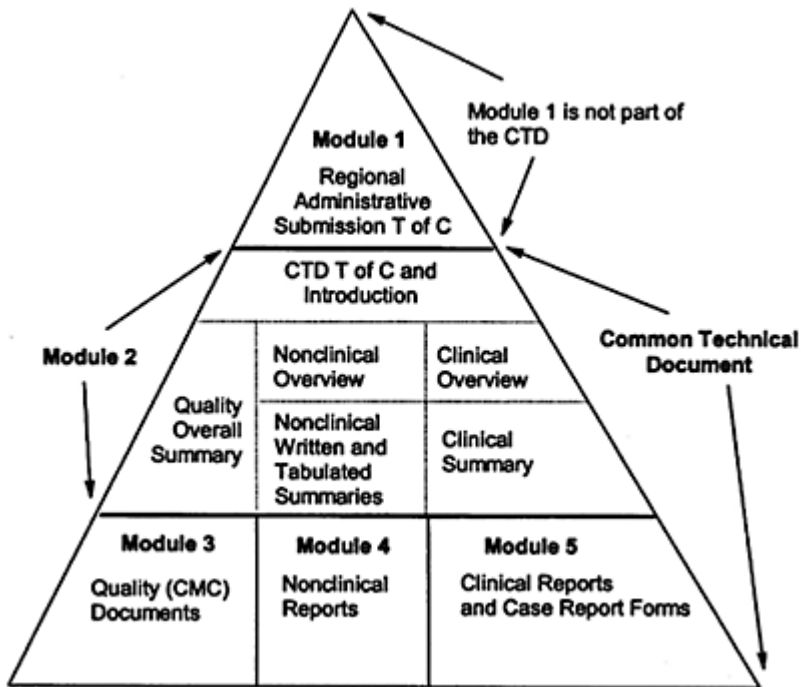 Module 1
Regional
Administrative
Submission T of C
Module 1 is not part of
the CTD
CTD T of C and
Introduction
Module 2
Common Technical
Document
Nonclinical
Overview
Clinical
Overview
Quality
Overall
Summary
Nonclinical
Written and
Tabulated
Summaries
Clinical
Summary
Module 3
Quality (CMC)
Documents
Module 4
Nonclinical
Reports
Module 5
Clinical Reports
and Case Report Forms